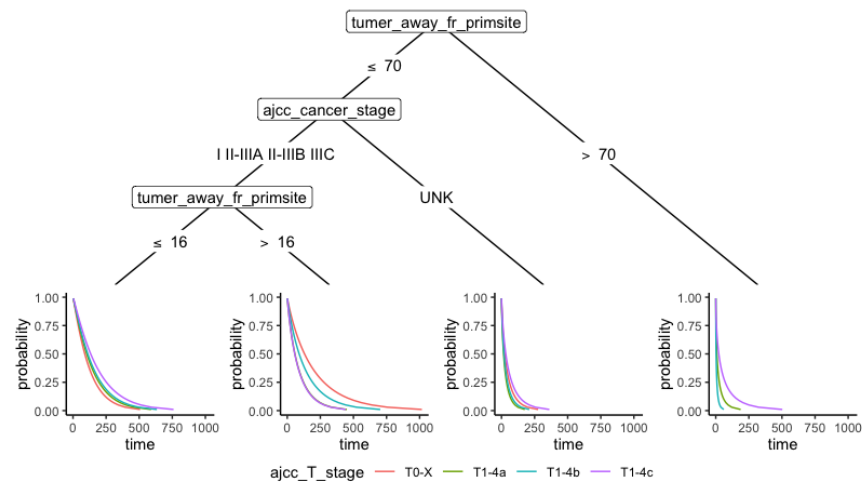 tumer_away_fr_primsite
≤ 70
ajcc_cancer_stage
I II-IIIA II-IIIB IIIC
> 70
tumer_away_fr_primsite
UNK
≤ 16
> 16
1.00
0.75
0.50
0.25
0.00
probability
0 250 500 750 1000
time
1.00
0.75
0.50
0.25
0.00
probability
0 250 500 750 1000
time
1.00
0.75
0.50
0.25
0.00
probability
0 250 500 750 1000
time
1.00
0.75
0.50
0.25
0.00
probability
0 250 500 750 1000
time
ajcc_T_stage T0-X T1-4a T1-4b T1-4c